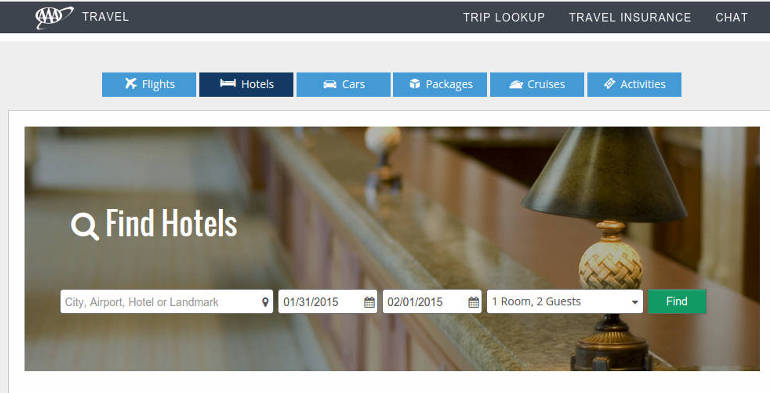 AAA TRAVEL TRIP LOOKUP TRAVEL INSURANCE CHAT
Flights Hotels Cars Packages Cruises Activities
Find Hotels
City, Airport, Hotel or Landmark 01/31/2015 02/01/2015 1 Room, 2 Guests Find